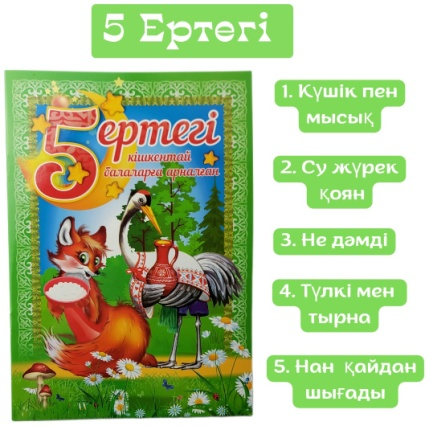 5 Ертегі
5 ертегі
кішкентай
балаларға арналған
1. Күшік пен
мысық
2. Су жүрек
қоян
3. Не дәмді
4. Түлкі мен
тырна
5. Нан қайдан
шығады